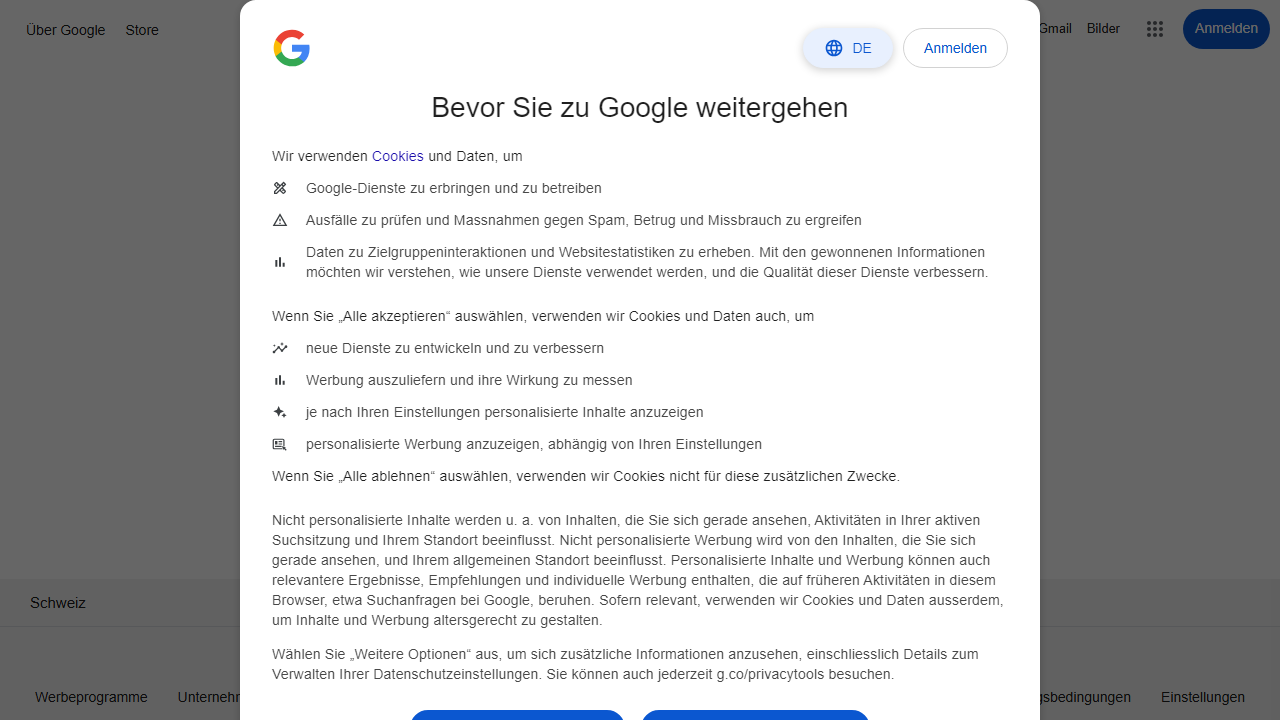 Über Google
Store
Gmail
Bilder
Anmelden
DE
Anmelden
Bevor Sie zu Google weitergehen
Wir verwenden Cookies und Daten, um
Google-Dienste zu erbringen und zu betreiben
Ausfälle zu prüfen und Massnahmen gegen Spam, Betrug und Missbrauch zu ergreifen
Daten zu Zielgruppeninteraktionen und Websitestatistiken zu erheben. Mit den gewonnenen Informationen
möchten wir verstehen, wie unsere Dienste verwendet werden, und die Qualität dieser Dienste verbessern.
Wenn Sie „Alle akzeptieren“ auswählen, verwenden wir Cookies und Daten auch, um
neue Dienste zu entwickeln und zu verbessern
Werbung auszuliefern und ihre Wirkung zu messen
je nach Ihren Einstellungen personalisierte Inhalte anzuzeigen
personalisierte Werbung anzuzeigen, abhängig von Ihren Einstellungen
Wenn Sie „Alle ablehnen“ auswählen, verwenden wir Cookies nicht für diese zusätzlichen Zwecke.
Nicht personalisierte Inhalte werden u. a. von Inhalten, die Sie sich gerade ansehen, Aktivitäten in Ihrer aktiven
Suchsitzung und Ihrem Standort beeinflusst. Nicht personalisierte Werbung wird von den Inhalten, die Sie sich
gerade ansehen, und Ihrem allgemeinen Standort beeinflusst. Personalisierte Inhalte und Werbung können auch
relevantere Ergebnisse, Empfehlungen und individuelle Werbung enthalten, die auf früheren Aktivitäten in diesem
Browser, etwa Suchanfragen bei Google, beruhen. Sofern relevant, verwenden wir Cookies und Daten ausserdem,
um Inhalte und Werbung altersgerecht zu gestalten.
Wählen Sie „Weitere Optionen“ aus, um sich zusätzliche Informationen anzusehen, einschliesslich Details zum
Verwalten Ihrer Datenschutzeinstellungen. Sie können auch jederzeit g.co/privacytools besuchen.
Schweiz
Werbeprogramme
Unternehr
gsbedingungen
Einstellungen